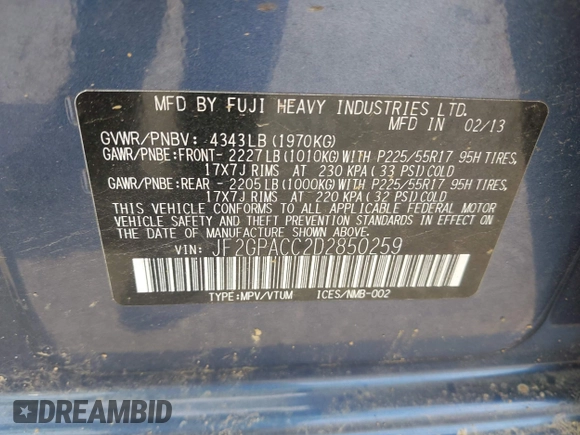 MFD BY FUJI HEAVY INDUSTRIES LTD.
MFD IN 02/13
GVWR/PNBV: 4343LB(1970KG)
GAWR/PNBE:FRONT- 2227LB(1010KG)WITH P225/55R17 95H TIRES,
17X7J RIMS AT 230 KPA(33 PSI)COLD
GAWR/PNBE:REAR - 2205LB(1000KG)WITH P225/55R17 95H TIRES,
17X7J RIMS AT 220 KPA(32 PSI)COLD
THIS VEHICLE CONFORMS TO ALL APPLICABLE FEDERAL MOTOR
VEHICLE SAFETY AND THEFT PREVENTION STANDARDS IN EFFECT
ON THE DATE OF MANUFACTURE SHOWN ABOVE.
VIN: JF2GPACC2D2850259
TYPE:MPV/VTUM ICES/NMB-002
DREAMBID